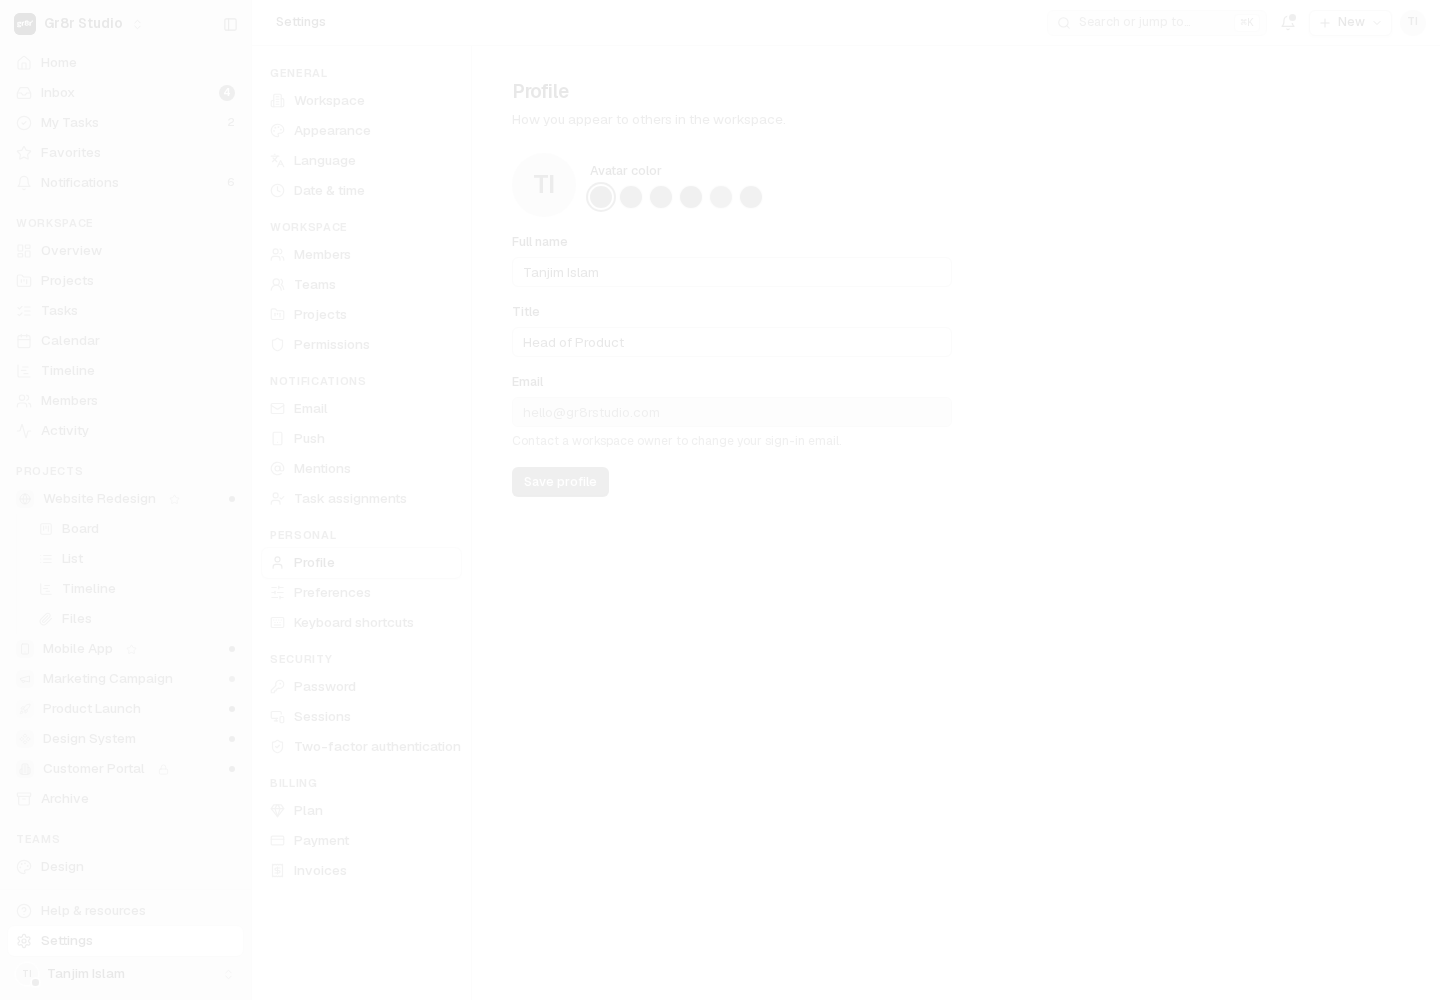 gr8r
Gr8r Studio
Home
Inbox 4
My Tasks 2
Favorites
Notifications 6
WORKSPACE
Overview
Projects
Tasks
Calendar
Timeline
Members
Activity
PROJECTS
Website Redesign
Board
List
Timeline
Files
Mobile App
Marketing Campaign
Product Launch
Design System
Customer Portal
Archive
TEAMS
Design
Help & resources
Settings
TI Tanjim Islam
Settings
Search or jump to... ⌘K
New
TI
GENERAL
Workspace
Appearance
Language
Date & time
WORKSPACE
Members
Teams
Projects
Permissions
NOTIFICATIONS
Email
Push
Mentions
Task assignments
PERSONAL
Profile
Preferences
Keyboard shortcuts
SECURITY
Password
Sessions
Two-factor authentication
BILLING
Plan
Payment
Invoices
Profile
How you appear to others in the workspace.
TI
Avatar color
Full name
Tanjim Islam
Title
Head of Product
Email
hello@gr8rstudio.com
Contact a workspace owner to change your sign-in email.
Save profile